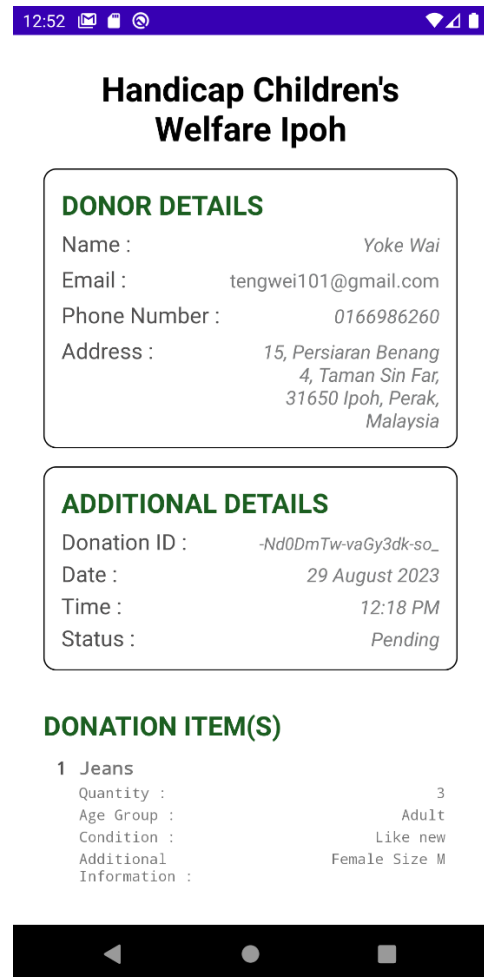 12:52
Handicap Children's
Welfare Ipoh
DONOR DETAILS
Name : Yoke Wai
Email : tengwei101@gmail.com
Phone Number : 0166986260
Address : 15, Persiaran Benang
4, Taman Sin Far,
31650 Ipoh, Perak,
Malaysia
ADDITIONAL DETAILS
Donation ID : -Nd0DmTw-vaGy3dk-so_
Date : 29 August 2023
Time : 12:18 PM
Status : Pending
DONATION ITEM(S)
1 Jeans
Quantity : 3
Age Group : Adult
Condition : Like new
Additional Female Size M
Information :